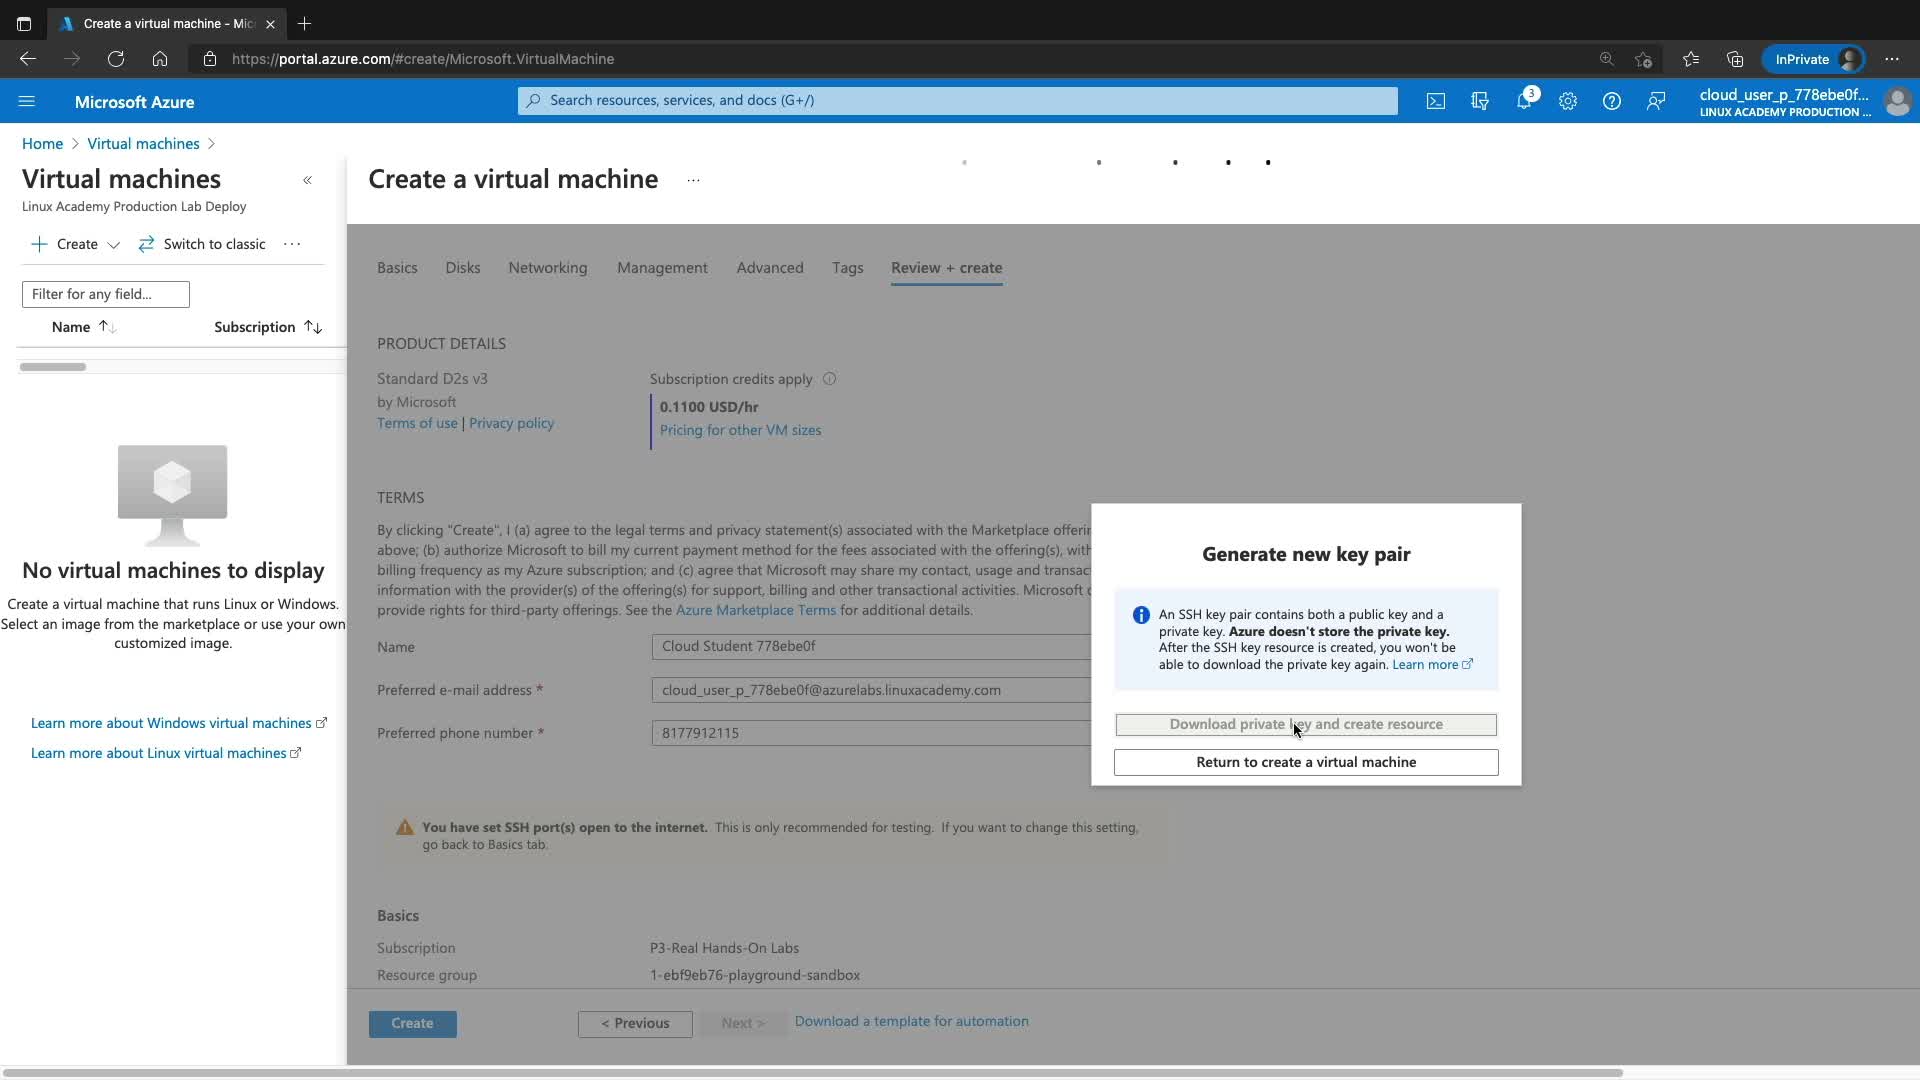 Create a virtual machine - Mic
https://portal.azure.com/#create/Microsoft.VirtualMachine
InPrivate
Microsoft Azure
Search resources, services, and docs (G+/)
3
cloud_user_p_778ebe0f...
LINUX ACADEMY PRODUCTION ...
Home > Virtual machines >
Virtual machines
Linux Academy Production Lab Deploy
Create
Switch to classic
Filter for any field...
Name
Subscription
No virtual machines to display
Create a virtual machine that runs Linux or Windows.
Select an image from the marketplace or use your own
customized image.
Learn more about Windows virtual machines
Learn more about Linux virtual machines
Create a virtual machine
Basics Disks Networking Management Advanced Tags Review + create
PRODUCT DETAILS
Standard D2s v3
by Microsoft
Terms of use | Privacy policy
Subscription credits apply
0.1100 USD/hr
Pricing for other VM sizes
TERMS
By clicking "Create", I (a) agree to the legal terms and privacy statement(s) associated with the Marketplace
above; (b) authorize Microsoft to bill my current payment method for the fees associated with the offering(s),
billing frequency as my Azure subscription; and (c) agree that Microsoft may share my contact, usage and
information with the provider(s) of the offering(s) for support, billing and other transactional activities. Microsoft
provide rights for third-party offerings. See the Azure Marketplace Terms for additional details.
Name
Cloud Student 778ebe0f
Preferred e-mail address *
cloud_user_p_778ebe0f@azurelabs.linuxacademy.com
Preferred phone number *
8177912115
You have set SSH port(s) open to the internet. This is only recommended for testing. If you want to change this setting,
go back to Basics tab.
Basics
Subscription
P3-Real Hands-On Labs
Resource group
1-ebf9eb76-playground-sandbox
Create
< Previous
Next >
Download a template for automation
Generate new key pair
An SSH key pair contains both a public key and a
private key. Azure doesn't store the private key.
After the SSH key resource is created, you won't be
able to download the private key again. Learn more
Download private key and create resource
Return to create a virtual machine